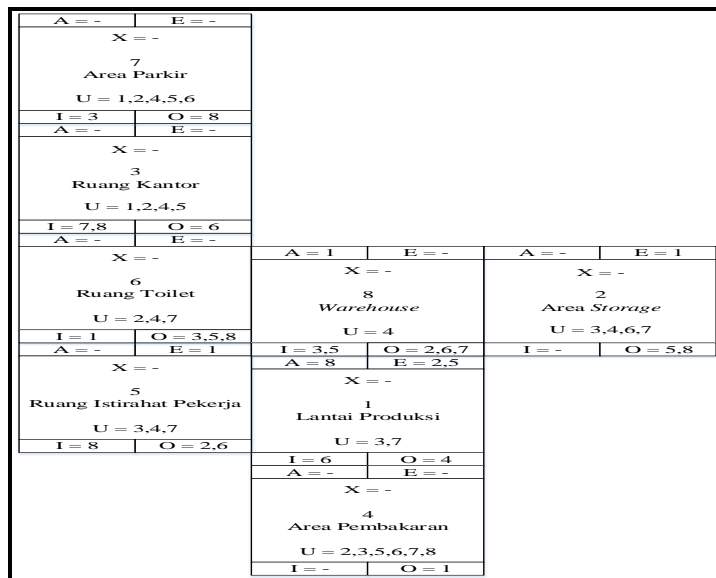 A = - E = -
X = -
7
Area Parkir
U = 1,2,4,5,6
I = 3 O = 8
A = - E = -
X = -
3
Ruang Kantor
U = 1,2,4,5
I = 7,8 O = 6
A = - E = -
X = -
6
Ruang Toilet
U = 2,4,7
I = 1 O = 3,5,8
A = - E = 1
X = -
5
Ruang Istirahat Pekerja
U = 3,4,7
I = 8 O = 2,6
A = 1 E = -
X = -
8
Warehouse
U = 4
I = 3,5 O = 2,6,7
A = 8 E = 2,5
X = -
1
Lantai Produksi
U = 3,7
I = 6 O = 4
A = - E = -
X = -
4
Area Pembakaran
U = 2,3,5,6,7,8
I = - O = 1
A = - E = 1
X = -
2
Area Storage
U = 3,4,6,7
I = - O = 5,8